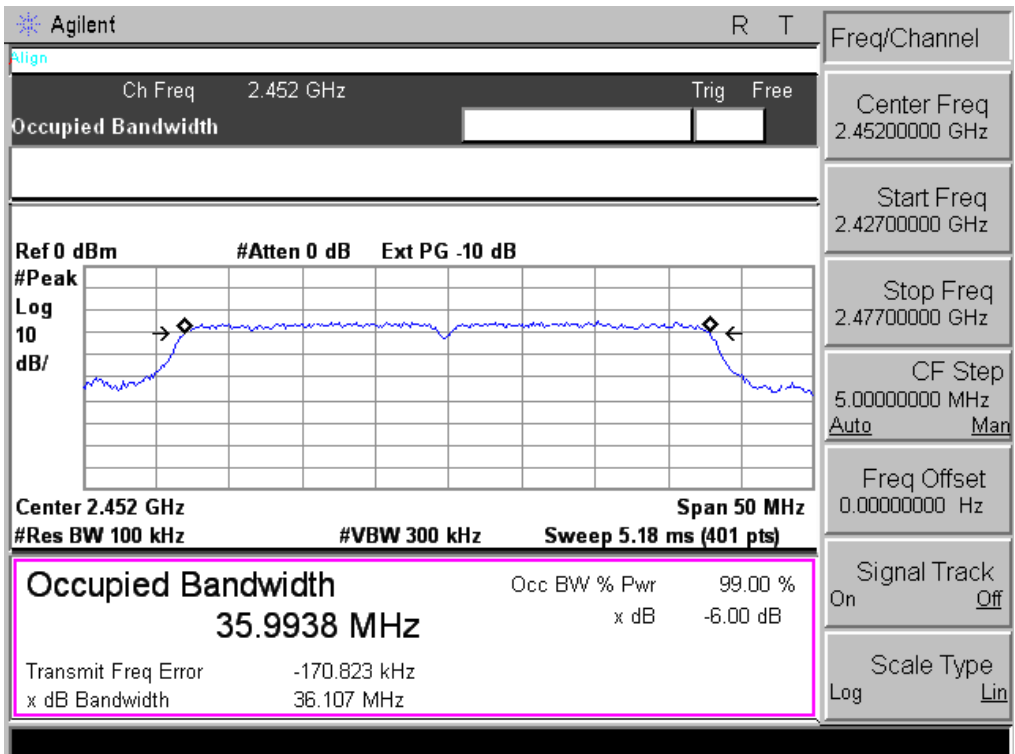 Agilent R T
Align
Ch Freq 2.452 GHz Trig Free
Occupied Bandwidth
Ref 0 dBm #Atten 0 dB Ext PG -10 dB
#Peak
Log
10
dB/
Center 2.452 GHz Span 50 MHz
#Res BW 100 kHz #VBW 300 kHz Sweep 5.18 ms (401 pts)
Occupied Bandwidth Occ BW % Pwr 99.00 %
35.9938 MHz x dB -6.00 dB
Transmit Freq Error -170.823 kHz
x dB Bandwidth 36.107 MHz
Freq/Channel
Center Freq
2.45200000 GHz
Start Freq
2.42700000 GHz
Stop Freq
2.47700000 GHz
CF Step
5.00000000 MHz
Auto Man
Freq Offset
0.00000000 Hz
Signal Track
On Off
Scale Type
Log Lin